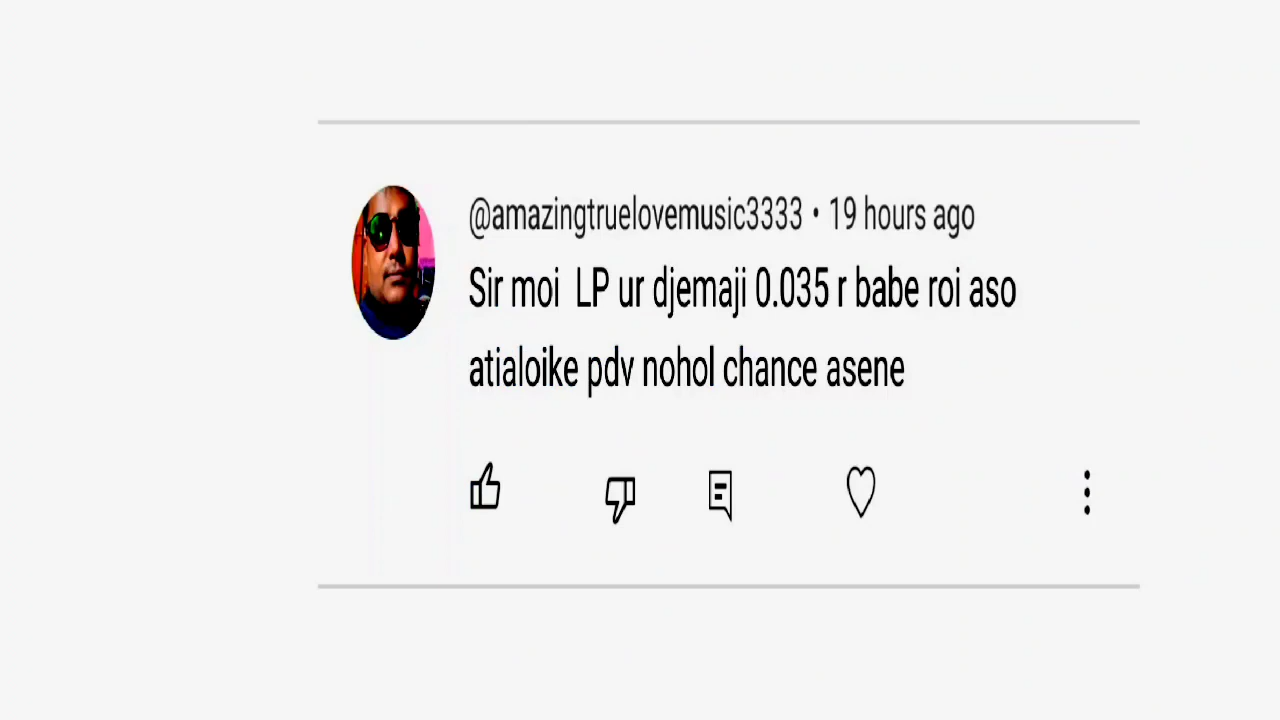 @amazingtruelovemusic3333 • 19 hours ago
Sir moi LP ur djemaji 0.035 r babe roi aso
atialoike pdv nohol chance asene